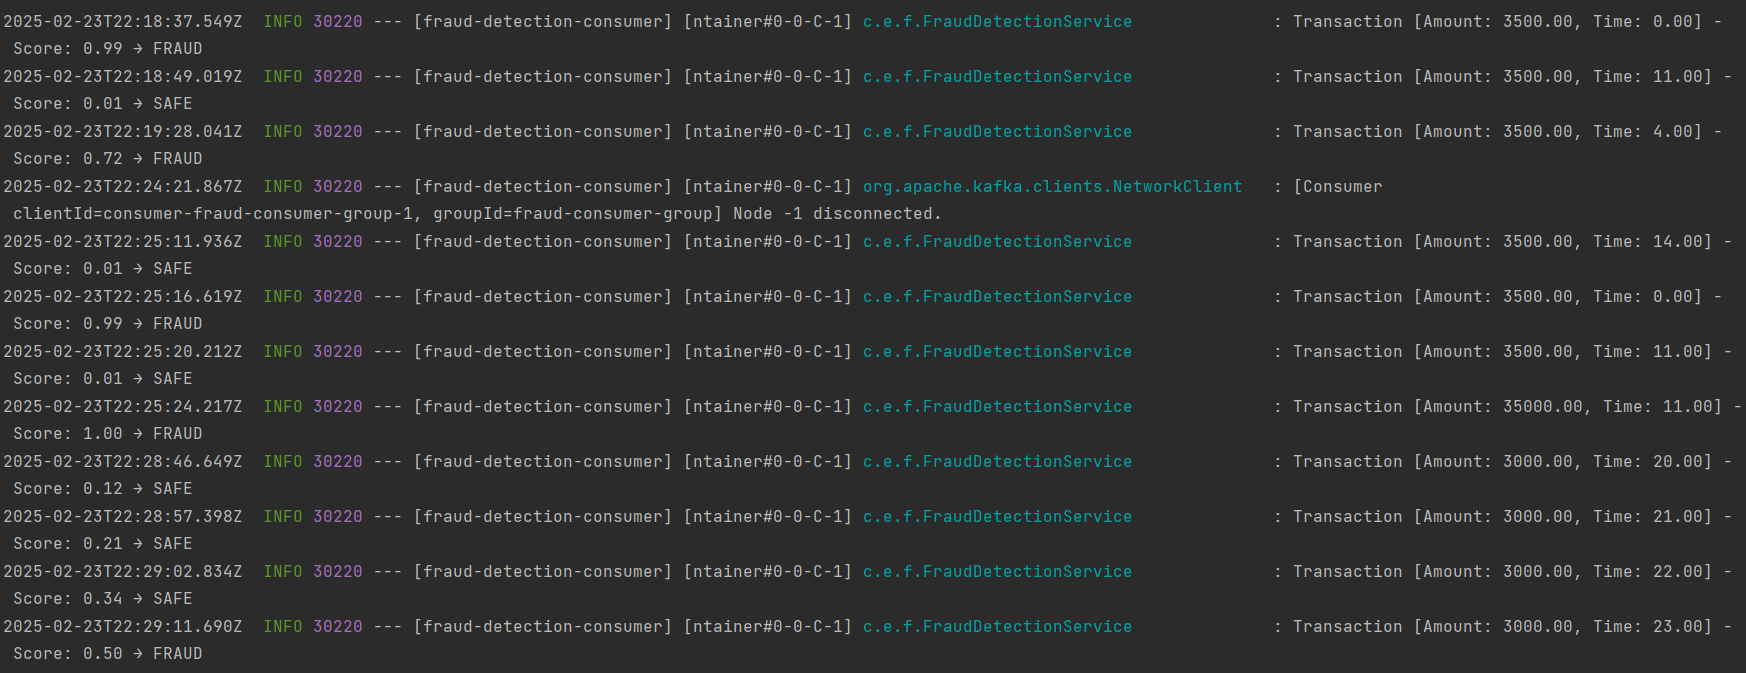 2025-02-23T22:18:37.549Z  INFO 30220 --- [fraud-detection-consumer] [ntainer#0-0-C-1] c.e.f.FraudDetectionService              : Transaction [Amount: 3500.00, Time: 0.00] -
Score: 0.99 → FRAUD
2025-02-23T22:18:49.019Z  INFO 30220 --- [fraud-detection-consumer] [ntainer#0-0-C-1] c.e.f.FraudDetectionService              : Transaction [Amount: 3500.00, Time: 11.00] -
Score: 0.01 → SAFE
2025-02-23T22:19:28.041Z  INFO 30220 --- [fraud-detection-consumer] [ntainer#0-0-C-1] c.e.f.FraudDetectionService              : Transaction [Amount: 3500.00, Time: 4.00] -
Score: 0.72 → FRAUD
2025-02-23T22:24:21.867Z  INFO 30220 --- [fraud-detection-consumer] [ntainer#0-0-C-1] org.apache.kafka.clients.NetworkClient   : [Consumer
clientId=consumer-fraud-consumer-group-1, groupId=fraud-consumer-group] Node -1 disconnected.
2025-02-23T22:25:11.936Z  INFO 30220 --- [fraud-detection-consumer] [ntainer#0-0-C-1] c.e.f.FraudDetectionService              : Transaction [Amount: 3500.00, Time: 14.00] -
Score: 0.01 → SAFE
2025-02-23T22:25:16.619Z  INFO 30220 --- [fraud-detection-consumer] [ntainer#0-0-C-1] c.e.f.FraudDetectionService              : Transaction [Amount: 3500.00, Time: 0.00] -
Score: 0.99 → FRAUD
2025-02-23T22:25:20.212Z  INFO 30220 --- [fraud-detection-consumer] [ntainer#0-0-C-1] c.e.f.FraudDetectionService              : Transaction [Amount: 3500.00, Time: 11.00] -
Score: 0.01 → SAFE
2025-02-23T22:25:24.217Z  INFO 30220 --- [fraud-detection-consumer] [ntainer#0-0-C-1] c.e.f.FraudDetectionService              : Transaction [Amount: 35000.00, Time: 11.00] -
Score: 1.00 → FRAUD
2025-02-23T22:28:46.649Z  INFO 30220 --- [fraud-detection-consumer] [ntainer#0-0-C-1] c.e.f.FraudDetectionService              : Transaction [Amount: 3000.00, Time: 20.00] -
Score: 0.12 → SAFE
2025-02-23T22:28:57.398Z  INFO 30220 --- [fraud-detection-consumer] [ntainer#0-0-C-1] c.e.f.FraudDetectionService              : Transaction [Amount: 3000.00, Time: 21.00] -
Score: 0.21 → SAFE
2025-02-23T22:29:02.834Z  INFO 30220 --- [fraud-detection-consumer] [ntainer#0-0-C-1] c.e.f.FraudDetectionService              : Transaction [Amount: 3000.00, Time: 22.00] -
Score: 0.34 → SAFE
2025-02-23T22:29:11.690Z  INFO 30220 --- [fraud-detection-consumer] [ntainer#0-0-C-1] c.e.f.FraudDetectionService              : Transaction [Amount: 3000.00, Time: 23.00] -
Score: 0.50 → FRAUD